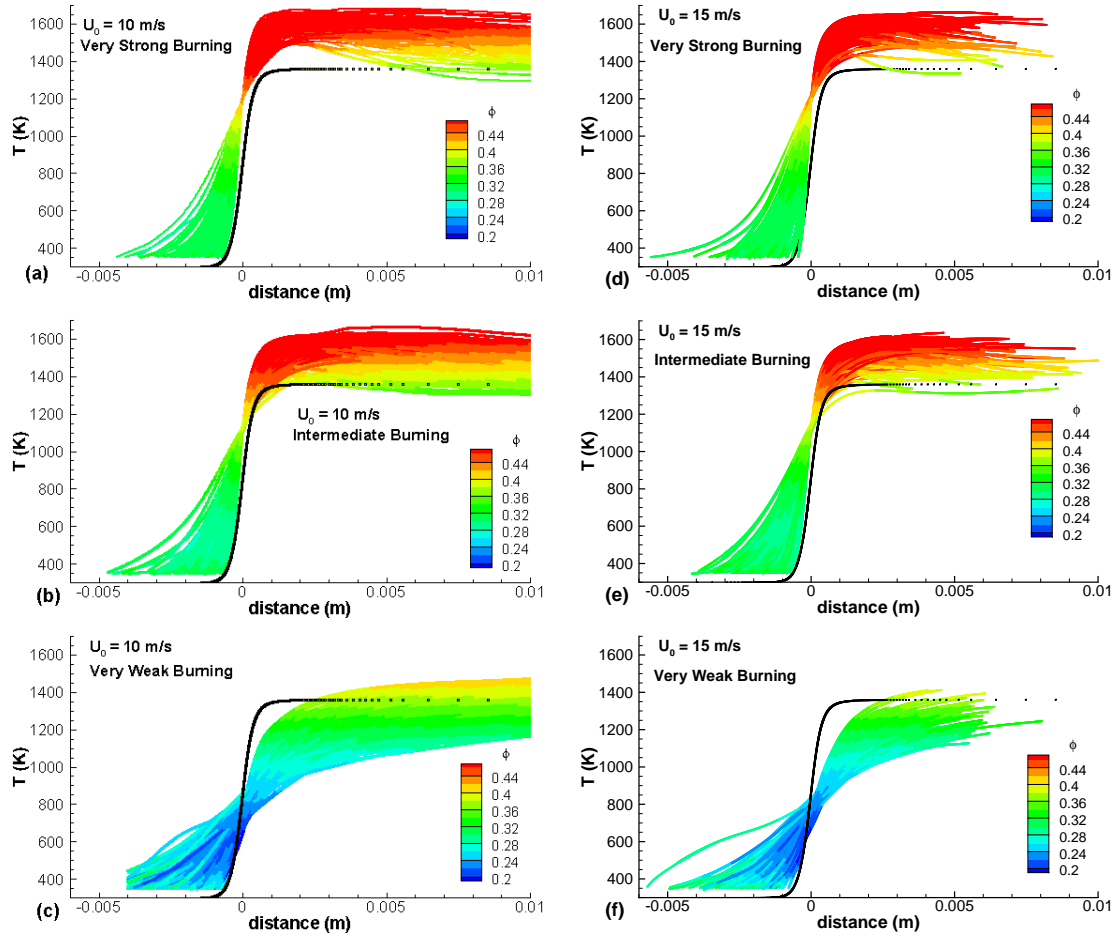 U₀ = 10 m/s
Very Strong Burning
T (K)
1600
1400
1200
1000
800
600
400
ϕ
0.44
0.4
0.36
0.32
0.28
0.24
0.2
(a)
-0.005 0 0.005 0.01
distance (m)
U₀ = 15 m/s
Very Strong Burning
T (K)
1600
1400
1200
1000
800
600
400
ϕ
0.44
0.4
0.36
0.32
0.28
0.24
0.2
(d)
-0.005 0 0.005 0.01
distance (m)
U₀ = 10 m/s
Intermediate Burning
T (K)
1600
1400
1200
1000
800
600
400
ϕ
0.44
0.4
0.36
0.32
0.28
0.24
0.2
(b)
-0.005 0 0.005 0.01
distance (m)
U₀ = 15 m/s
Intermediate Burning
T (K)
1600
1400
1200
1000
800
600
400
ϕ
0.44
0.4
0.36
0.32
0.28
0.24
0.2
(e)
-0.005 0 0.005 0.01
distance (m)
U₀ = 10 m/s
Very Weak Burning
T (K)
1600
1400
1200
1000
800
600
400
ϕ
0.44
0.4
0.36
0.32
0.28
0.24
0.2
(c)
-0.005 0 0.005 0.01
distance (m)
U₀ = 15 m/s
Very Weak Burning
T (K)
1600
1400
1200
1000
800
600
400
ϕ
0.44
0.4
0.36
0.32
0.28
0.24
0.2
(f)
-0.005 0 0.005 0.01
distance (m)